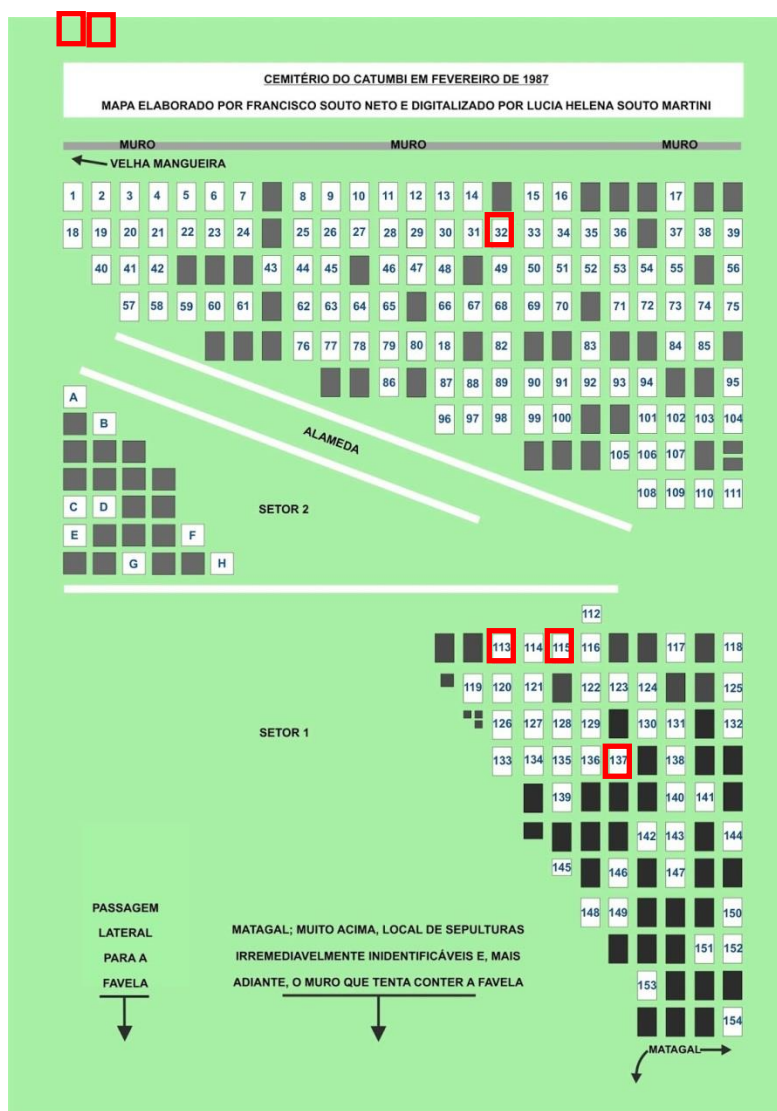 CEMITÉRIO DO CATUMBI EM FEVEREIRO DE 1987
MAPA ELABORADO POR FRANCISCO SOUTO NETO E DIGITALIZADO POR LUCIA HELENA SOUTO MARTINI
MURO MURO MURO
VELHA MANGUEIRA
1 2 3 4 5 6 7 8 9 10 11 12 13 14 15 16 17
18 19 20 21 22 23 24 25 26 27 28 29 30 31 32 33 34 35 36 37 38 39
40 41 42 43 44 45 46 47 48 49 50 51 52 53 54 55 56
57 58 59 60 61 62 63 64 65 66 67 68 69 70 71 72 73 74 75
76 77 78 79 80 18 82 83 84 85
86 87 88 89 90 91 92 93 94 95
A
96 97 98 99 100 101 102 103 104
B
ALAMEDA
105 106 107
108 109 110 111
C D SETOR 2
E F
G H
112
113 114 115 116 117 118
119 120 121 122 123 124 125
126 127 128 129 130 131 132
SETOR 1
133 134 135 136 137 138
139 140 141
142 143 144
145 146 147
148 149 150
151 152
153
154
PASSAGEM
LATERAL
PARA A
FAVELA
MATAGAL; MUITO ACIMA, LOCAL DE SEPULTURAS
IRREMEDIAVELMENTE INIDENTIFICÁVEIS E, MAIS
ADIANTE, O MURO QUE TENTA CONTER A FAVELA
MATAGAL